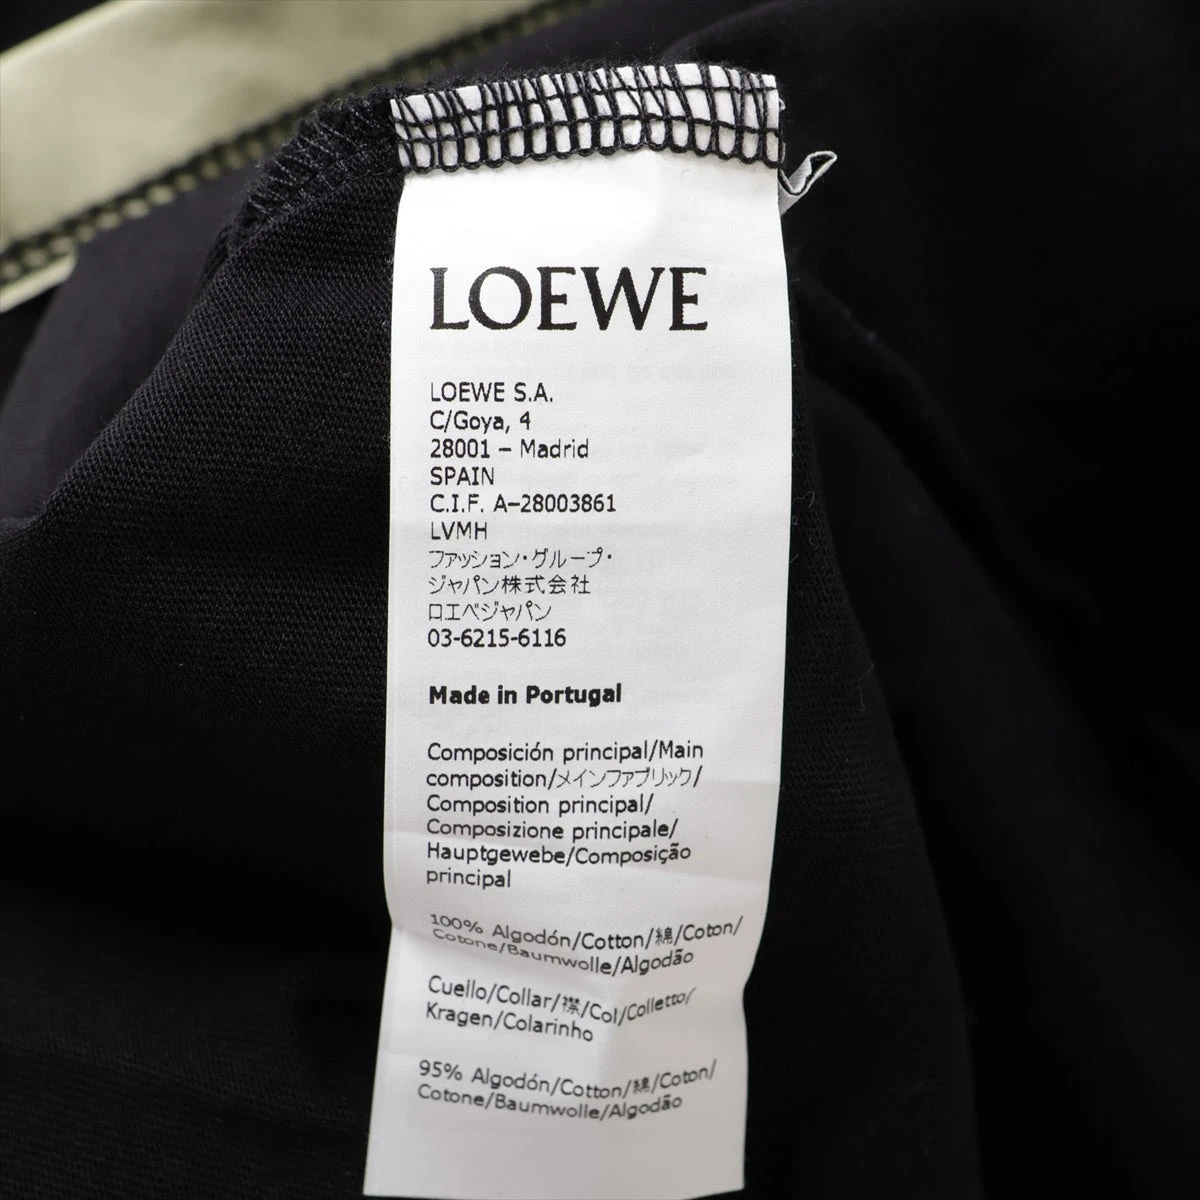 LOEWE
LOEWE S.A.
C/Goya, 4
28001 – Madrid
SPAIN
C.I.F. A–28003861
LVMH
ファッション・グループ・
ジャパン株式会社
ロエベジャパン
03-6215-6116
Made in Portugal
Composición principal/Main
composition/メインファブリック/
Composition principal/
Composizione principale/
Hauptgewebe/Composição
principal
100% Algodón/Cotton/綿/Coton/
Cotone/Baumwolle/Algodão
Cuello/Collar/襟/Col/Colletto/
Kragen/Colarinho
95% Algodón/Cotton/綿/Coton/
Cotone/Baumwolle/Algodão